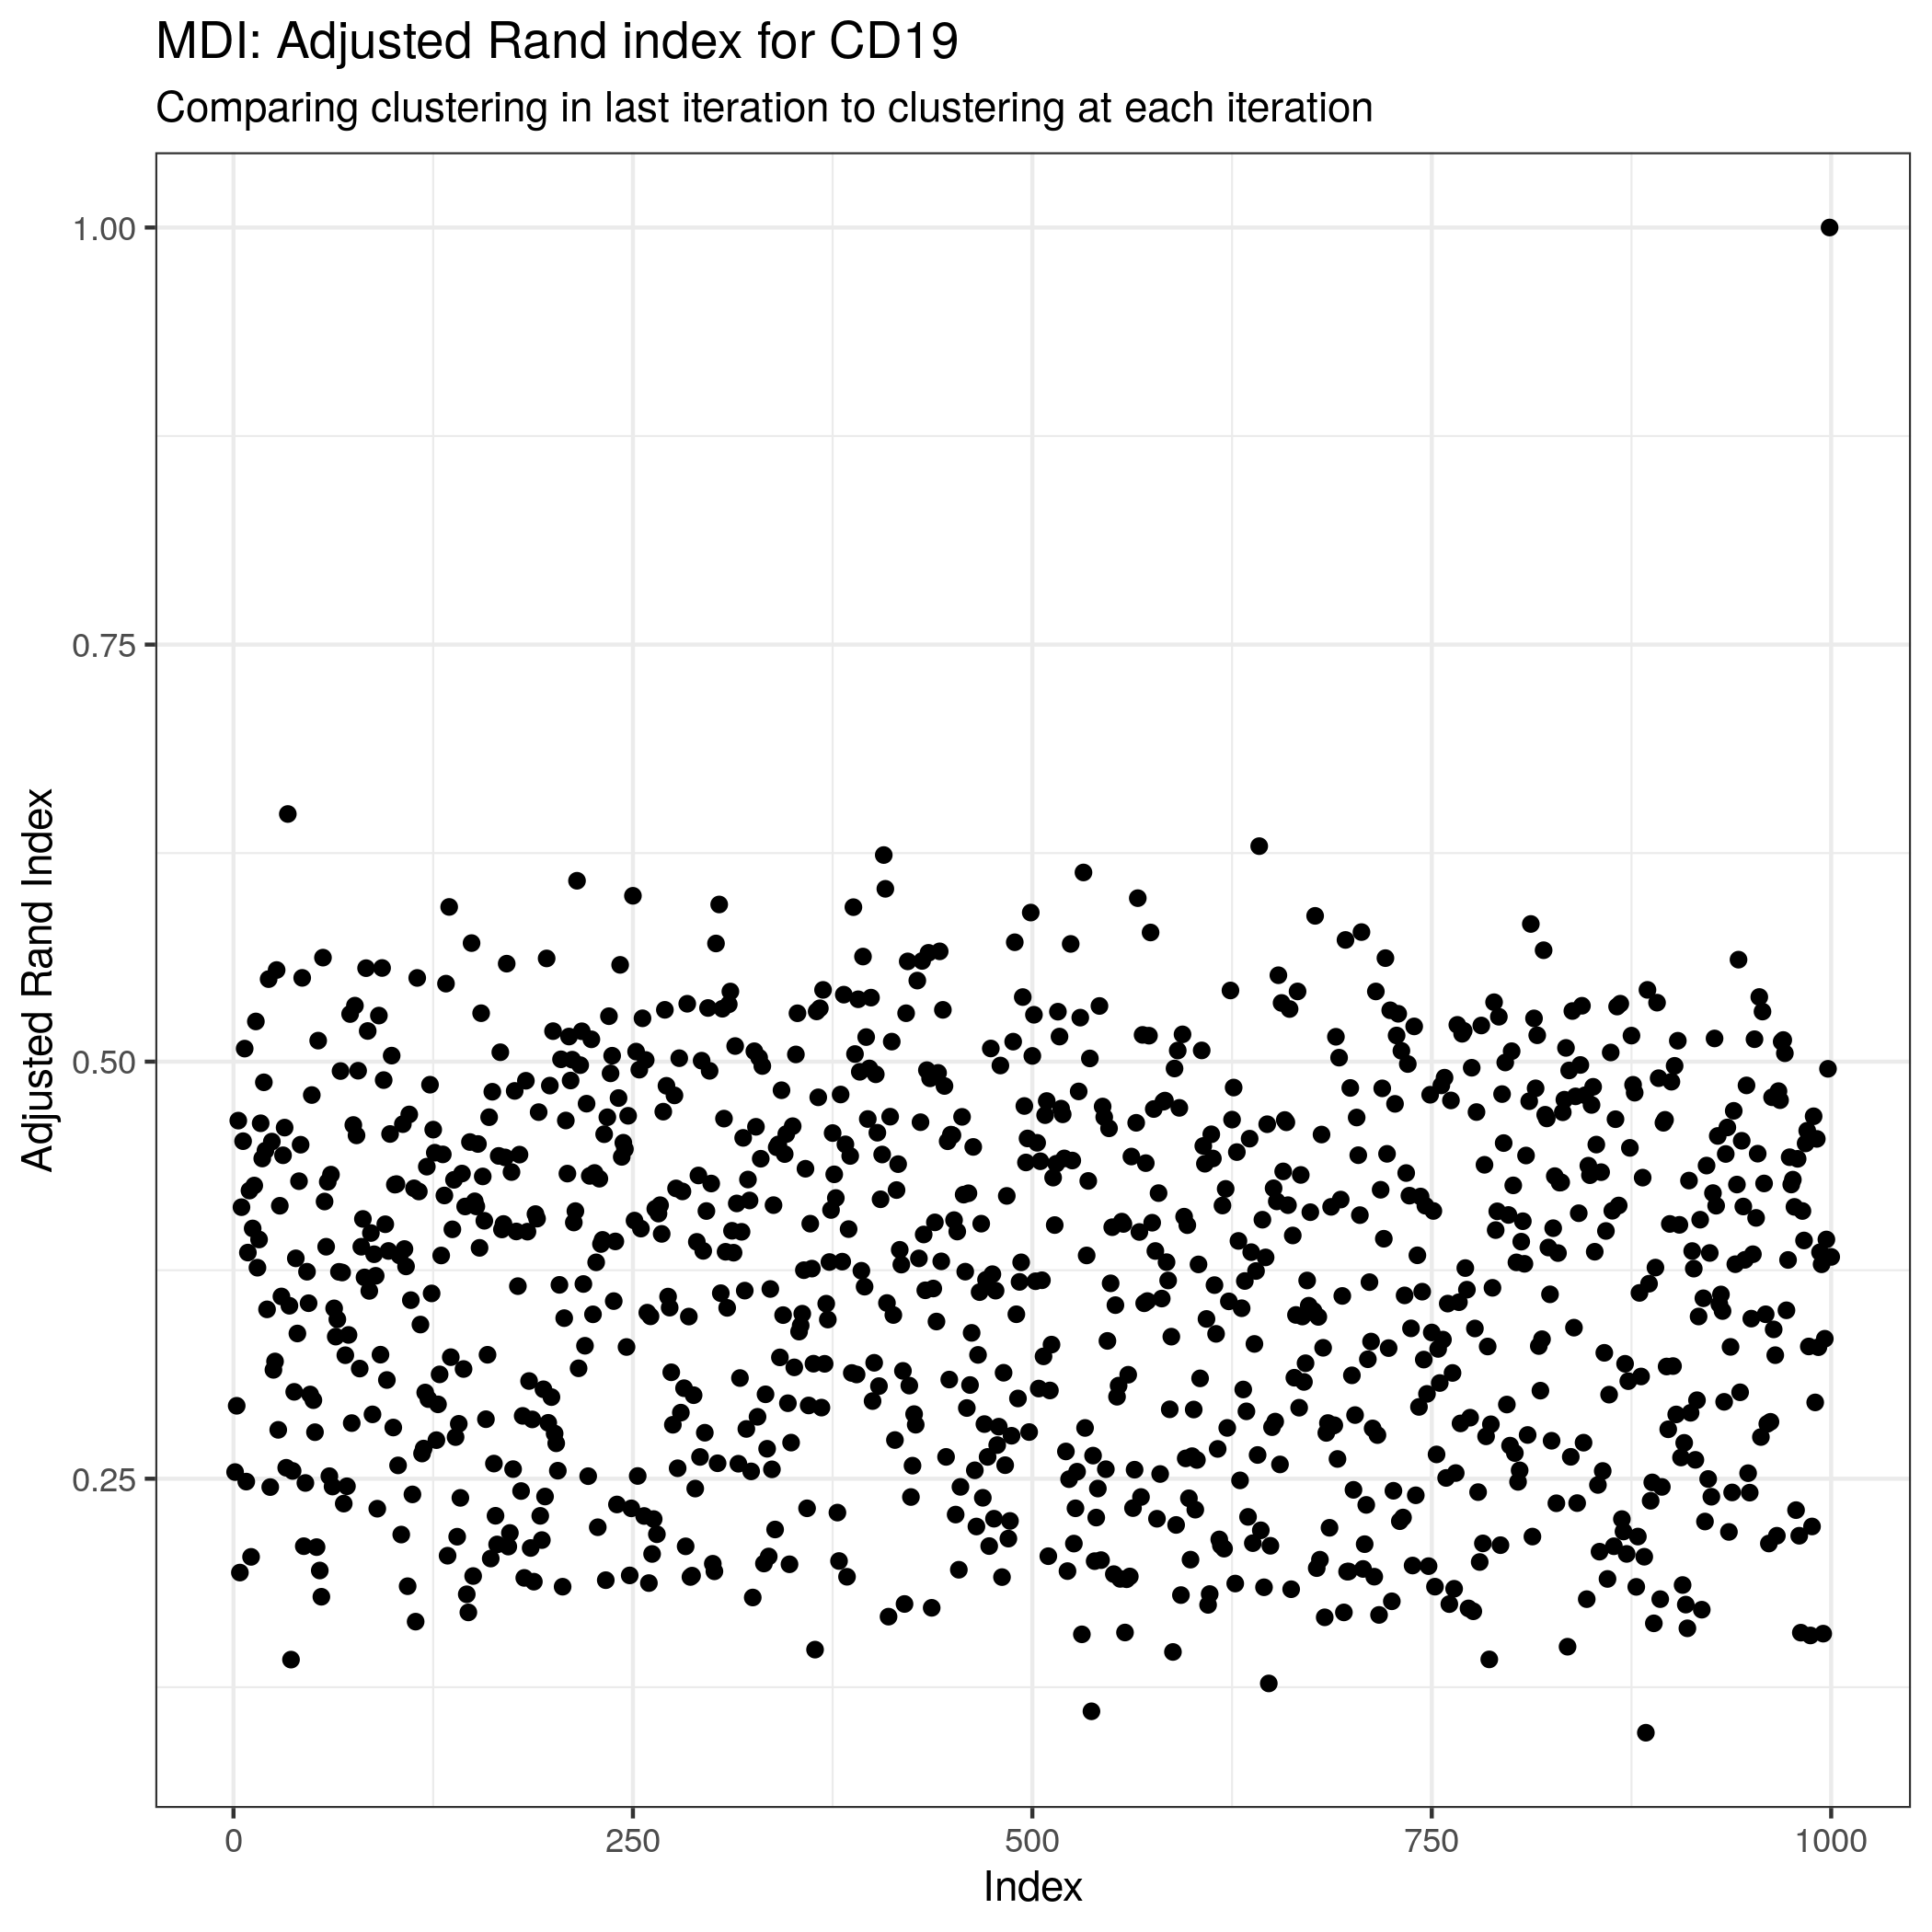 MDI: Adjusted Rand index for CD19
Comparing clustering in last iteration to clustering at each iteration
Adjusted Rand Index
1.00
0.75
0.50
0.25
0
250
500
750
1000
Index